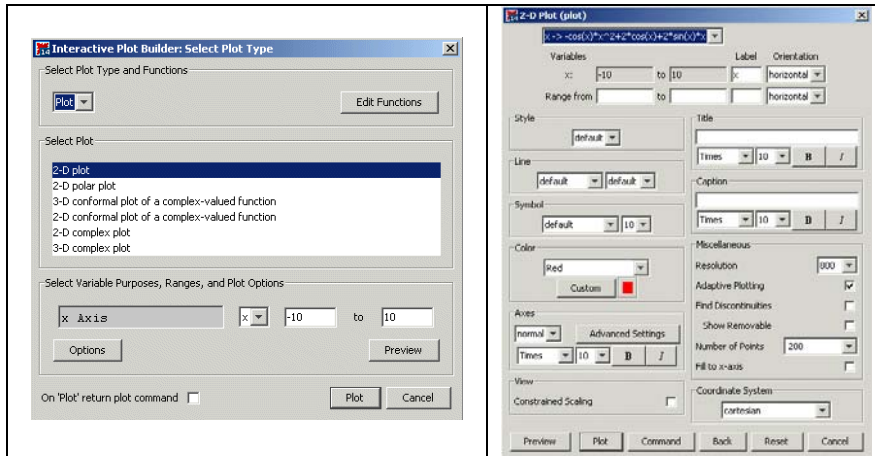 Interactive Plot Builder: Select Plot Type
Select Plot Type and Functions
Plot
Edit Functions
Select Plot
2-D plot
2-D polar plot
3-D conformal plot of a complex-valued function
2-D conformal plot of a complex-valued function
2-D complex plot
3-D complex plot
Select Variable Purposes, Ranges, and Plot Options
x Axis x -10 to 10
Options Preview
On 'Plot' return plot command Plot Cancel
2-D Plot (plot)
x -> -cos(x)*x^2+2*cos(x)+2*sin(x)*x
Variables Label Orientation
x: -10 to 10 x horizontal
Range from to horizontal
Style
default
Line
default default
Symbol
default 10
Color
Red
Custom
Axes
normal Advanced Settings
Times 10 B I
View
Constrained Scaling
Title
Times 10 B I
Caption
Times 10 B I
Miscellaneous
Resolution 800
Adaptive Plotting
Find Discontinuities
Show Removable
Number of Points 200
Fill to x-axis
Coordinate System
cartesian
Preview Plot Command Back Reset Cancel